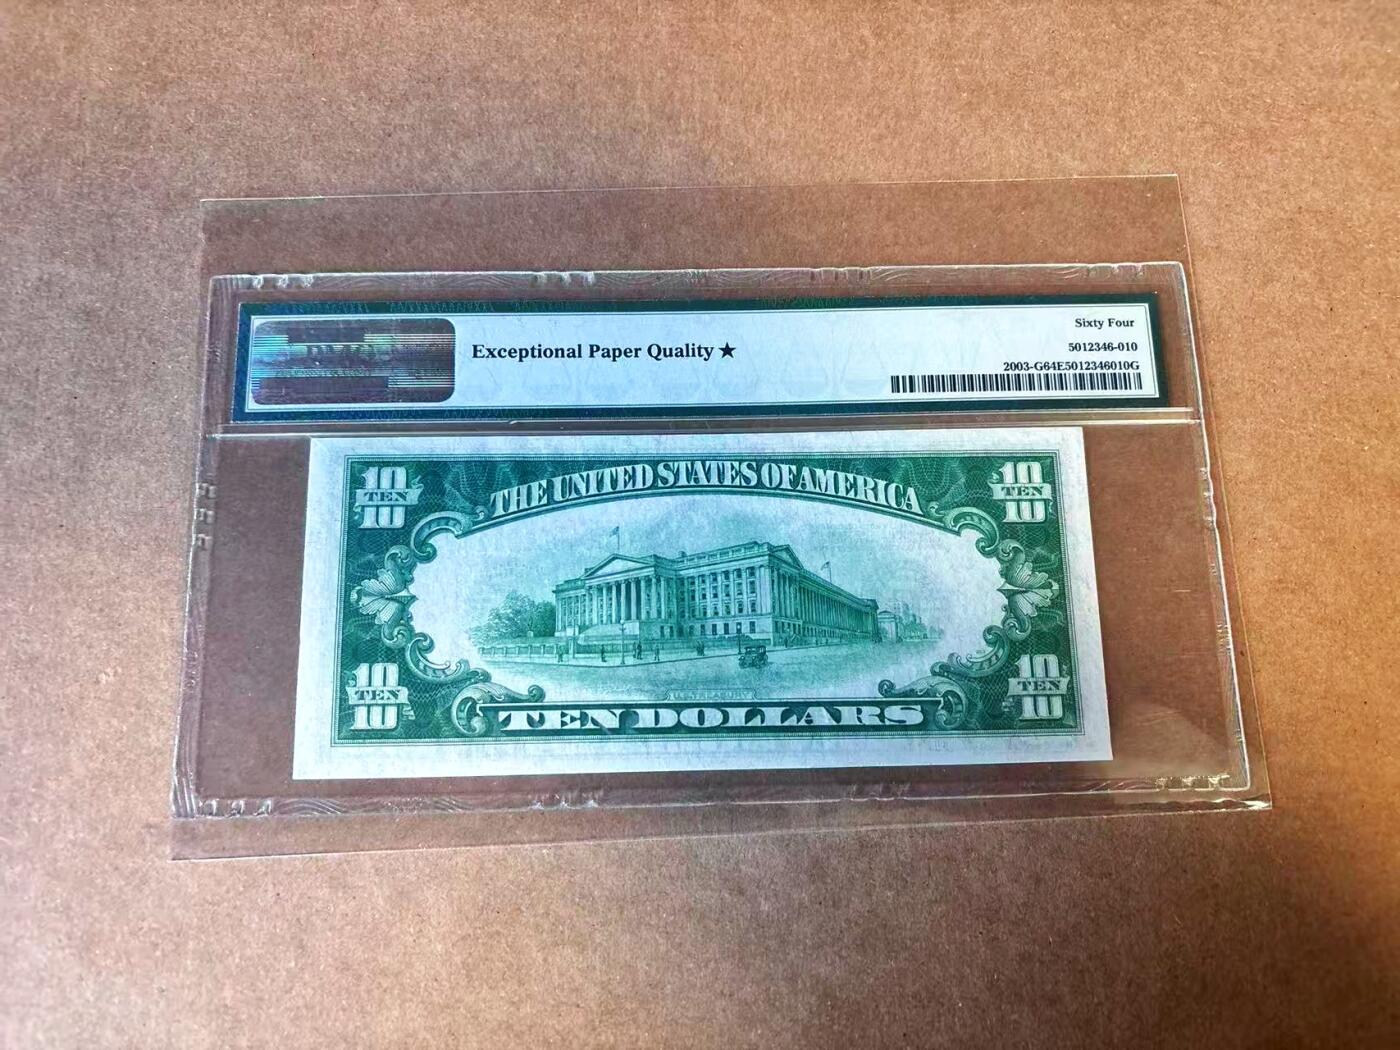 Exceptional Paper Quality ★
Sixty Four
5012346-010
2003-G64E5012346010G
THE UNITED STATES OF AMERICA
10 TEN 10
10 TEN 10
10 TEN 10
10 TEN 10
U.S. TREASURY
TEN DOLLARS